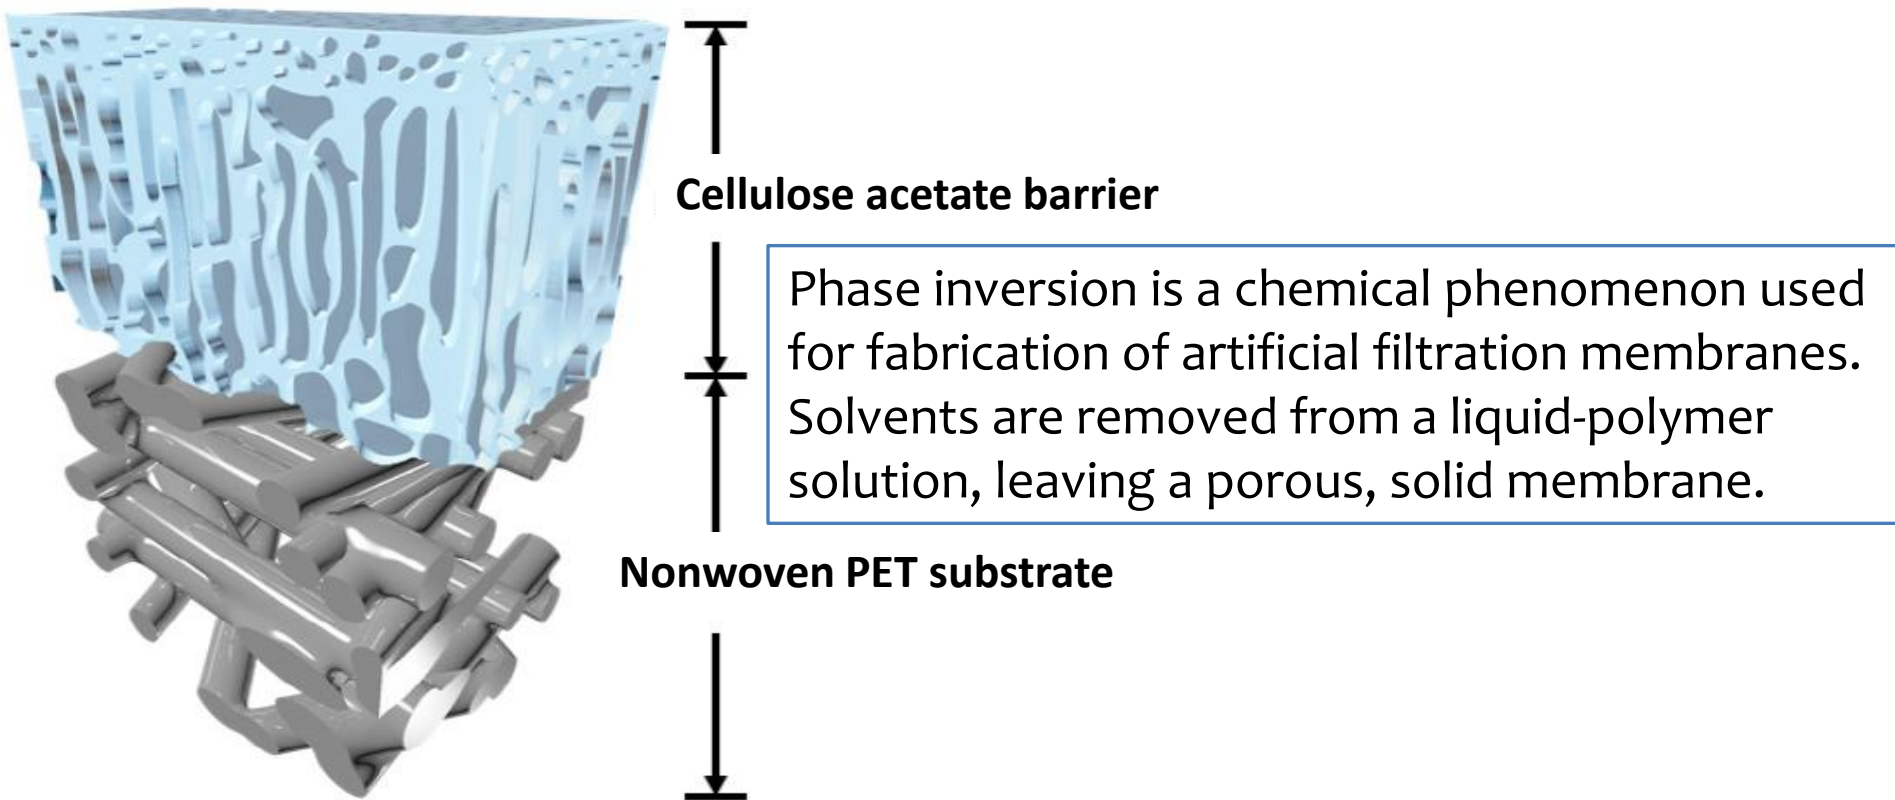 Cellulose acetate barrier
Phase inversion is a chemical phenomenon used
for fabrication of artificial filtration membranes.
Solvents are removed from a liquid-polymer
solution, leaving a porous, solid membrane.
Nonwoven PET substrate